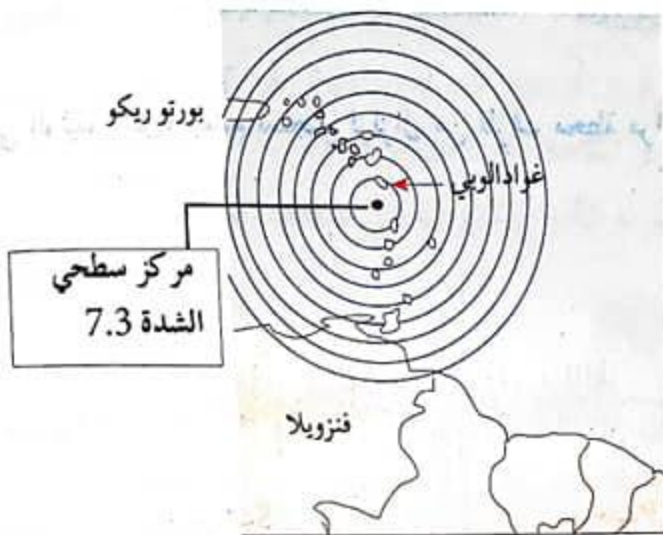 بورتو ريكو
غوادالوبي
مركز سطحي
الشدة 7.3
فنزويلا